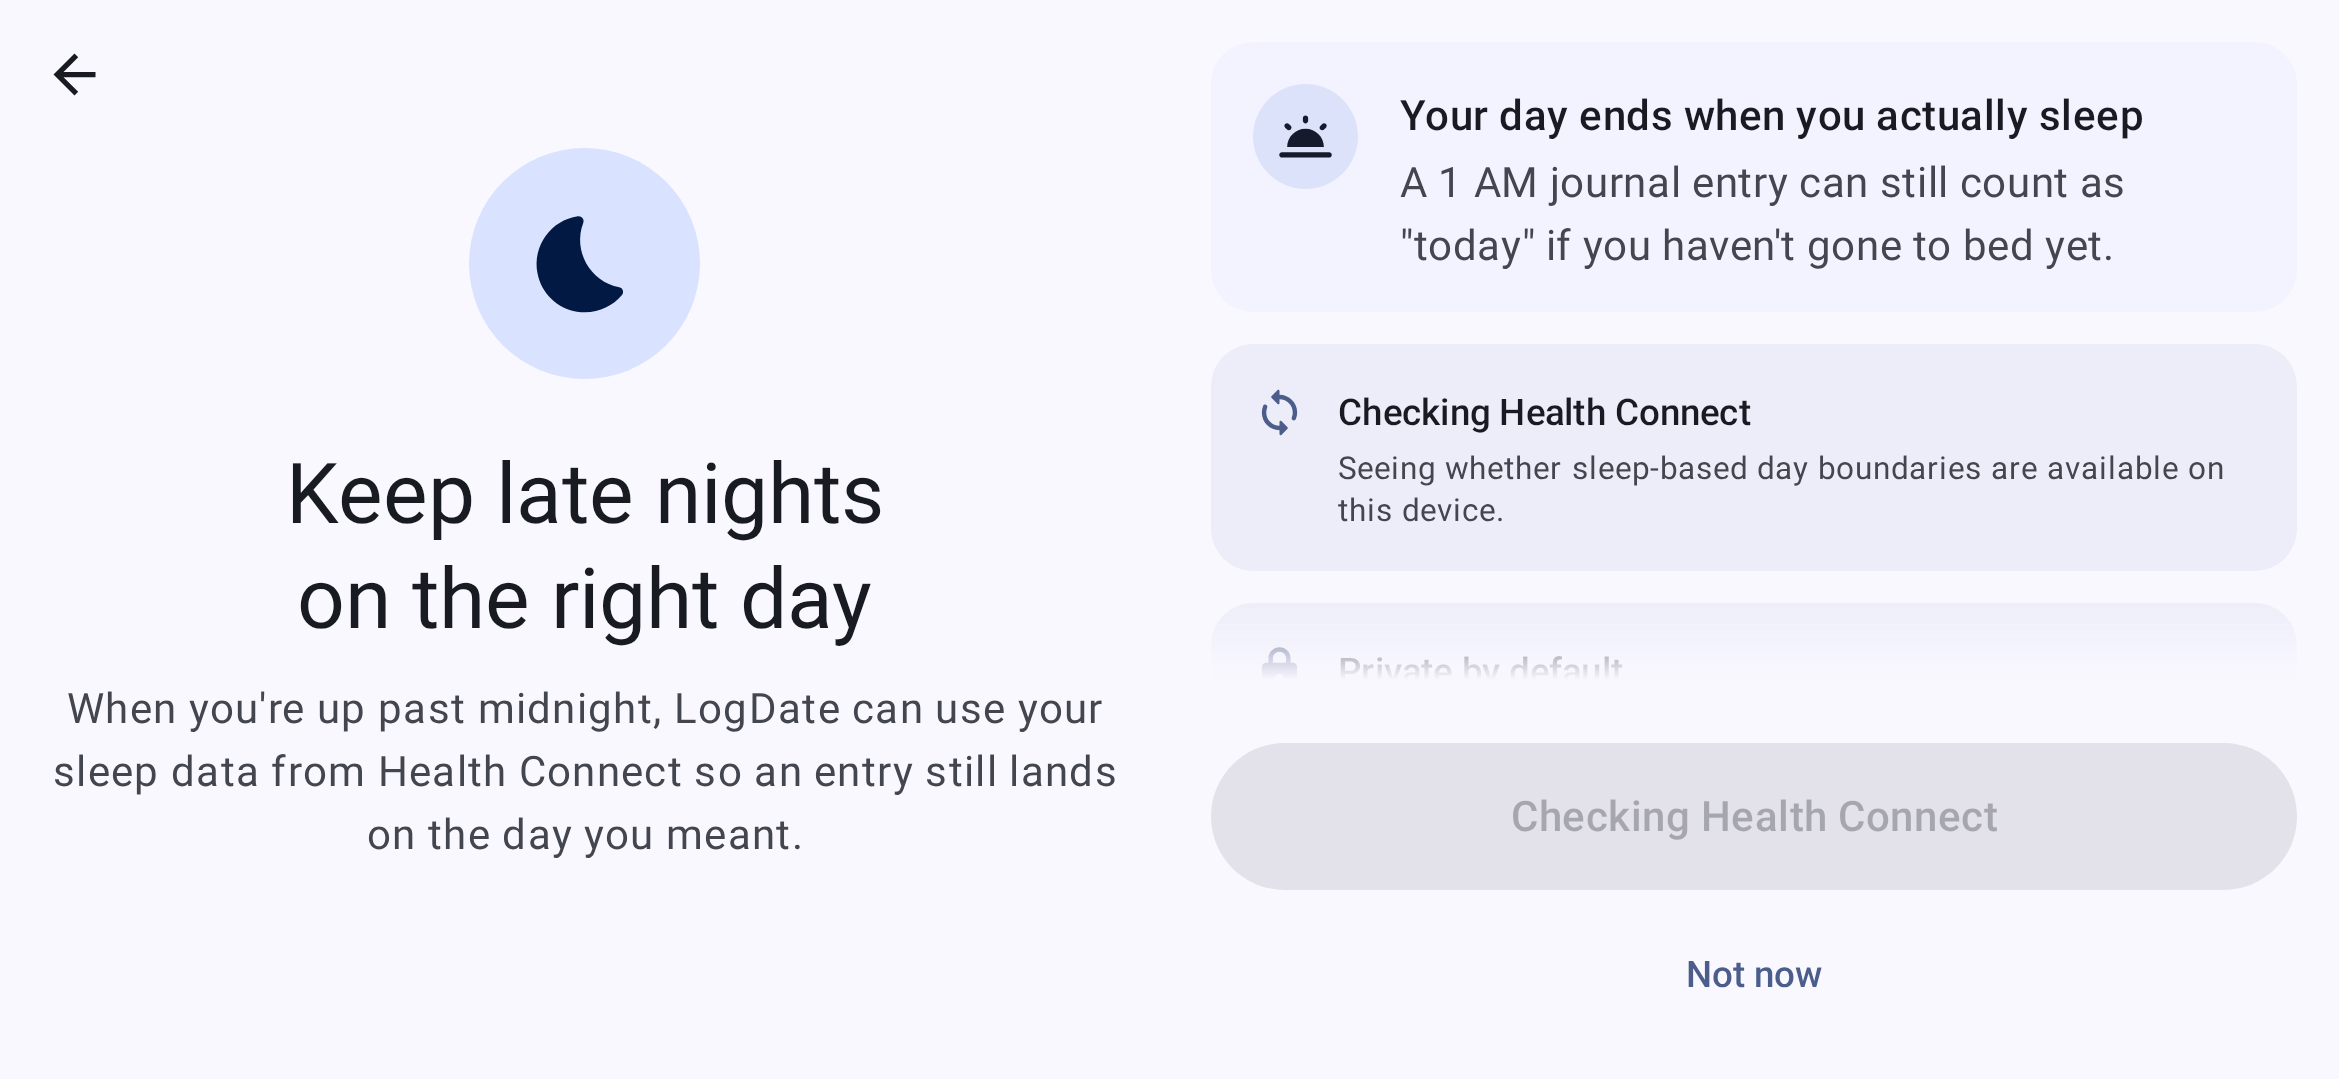 Keep late nights
on the right day
When you're up past midnight, LogDate can use your
sleep data from Health Connect so an entry still lands
on the day you meant.
Your day ends when you actually sleep
A 1 AM journal entry can still count as
"today" if you haven't gone to bed yet.
Checking Health Connect
Seeing whether sleep-based day boundaries are available on
this device.
Private by default
Checking Health Connect
Not now